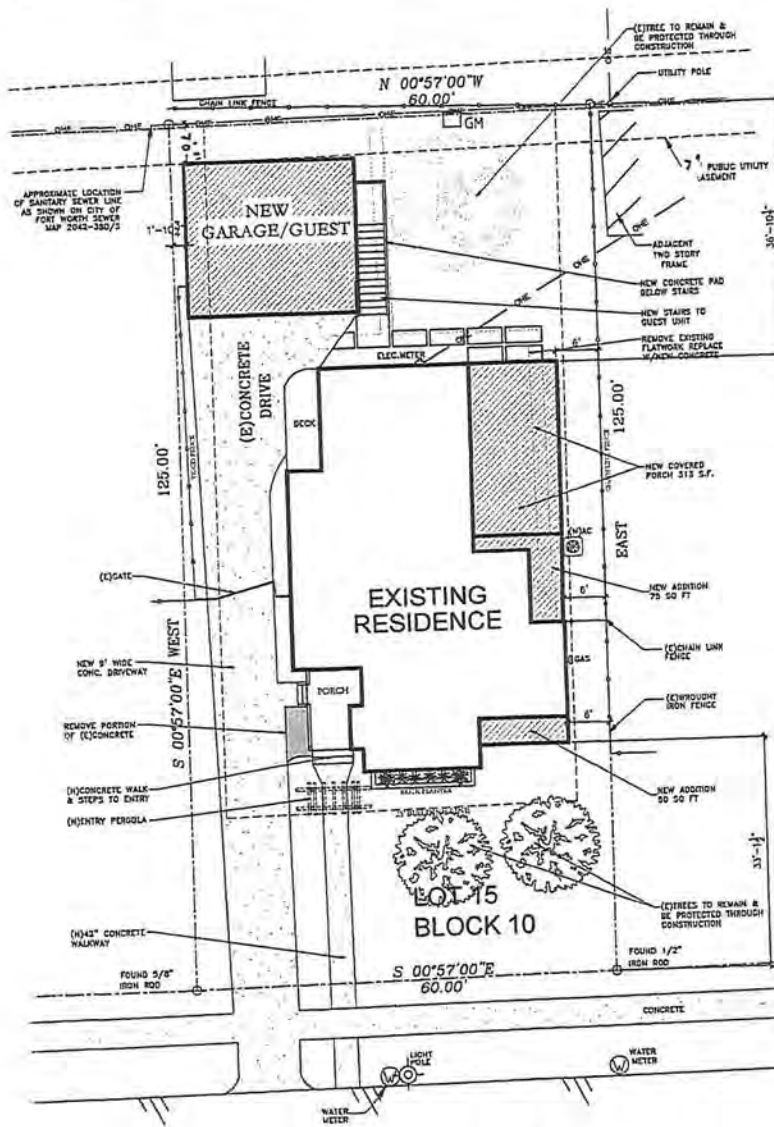 (E)TREE TO REMAIN &
BE PROTECTED THROUGH
CONSTRUCTION
N 00°57'00"W
60.00'
UTILITY POLE
CHAIN LINK FENCE
OHE
GM
APPROXIMATE LOCATION
OF SANITARY SEWER LINE
AS SHOWN ON CITY OF
FORT WORTH SEWER
NEW
GARAGE/GUEST
PUBLIC UTILITY
ADJACENT
TWO STORY
FRAME
NEW CONCRETE PAD
BELOW STAIRS
NEW STAIRS TO
GUEST UNIT
REMOVE EXISTING
FLATWORK REPLACE
W/NEW CONCRETE
ELEC.METER
6'
(E)CONCRETE
DRIVE
DECK
125.00'
125.00'
NEW COVERED
PORCH 313 S.F.
(N)AC
EAST
NEW ADDITION
75 SQ FT
6'
(E)GATE
EXISTING
RESIDENCE
(E)CHAIN LINK
FENCE
GAS
NEW 9' WIDE
CONC. DRIVEWAY
S 00°57'00"E WEST
PORCH
(E)WROUGHT
IRON FENCE
6'
REMOVE PORTION
OF (E)CONCRETE
(N)CONCRETE WALK
& STEPS TO ENTRY
BRICK PLANTER
NEW ADDITION
50 SQ FT
(N)ENTRY PERGOLA
LOT 15
BLOCK 10
(E)TREES TO REMAIN &
BE PROTECTED THROUGH
CONSTRUCTION
(N)42" CONCRETE
WALKWAY
FOUND 5/8"
IRON ROD
S 00°57'00"E
60.00'
FOUND 1/2"
IRON ROD
CONCRETE
LIGHT
POLE
W
WATER
METER
W
WATER
METER